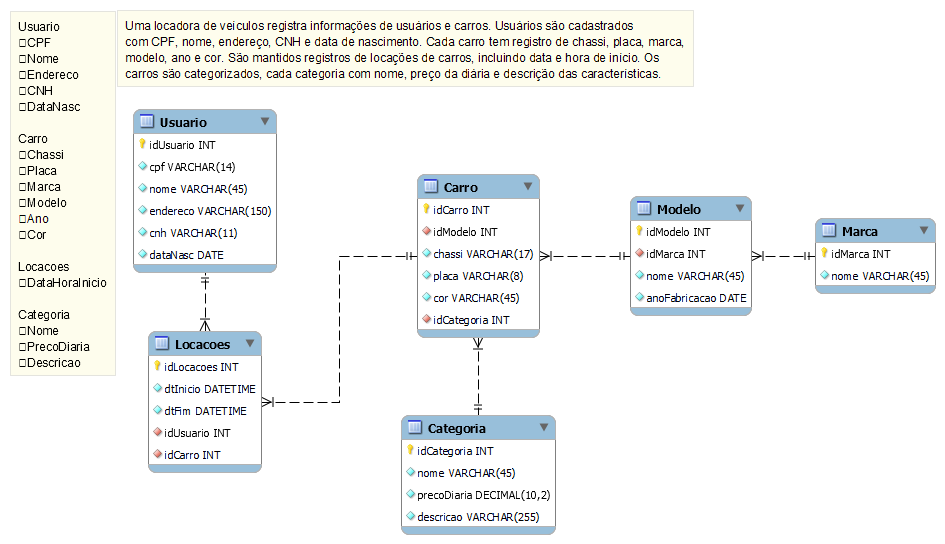 Usuario
□CPF
□Nome
□Endereco
□CNH
□DataNasc
Carro
□Chassi
□Placa
□Marca
□Modelo
□Ano
□Cor
Locacoes
□DataHoraInicio
Categoria
□Nome
□PrecoDiaria
□Descricao
Uma locadora de veículos registra informações de usuários e carros. Usuários são cadastrados
com CPF, nome, endereço, CNH e data de nascimento. Cada carro tem registro de chassi, placa, marca,
modelo, ano e cor. São mantidos registros de locações de carros, incluindo data e hora de início. Os
carros são categorizados, cada categoria com nome, preço da diária e descrição das características.
Usuario
idUsuario INT
cpf VARCHAR(14)
nome VARCHAR(45)
endereco VARCHAR(150)
cnh VARCHAR(11)
dataNasc DATE
Locacoes
idLocacoes INT
dtInicio DATETIME
dtFim DATETIME
idUsuario INT
idCarro INT
Carro
idCarro INT
idModelo INT
chassi VARCHAR(17)
placa VARCHAR(8)
cor VARCHAR(45)
idCategoria INT
Categoria
idCategoria INT
nome VARCHAR(45)
precoDiaria DECIMAL(10,2)
descricao VARCHAR(255)
Modelo
idModelo INT
idMarca INT
nome VARCHAR(45)
anoFabricacao DATE
Marca
idMarca INT
nome VARCHAR(45)